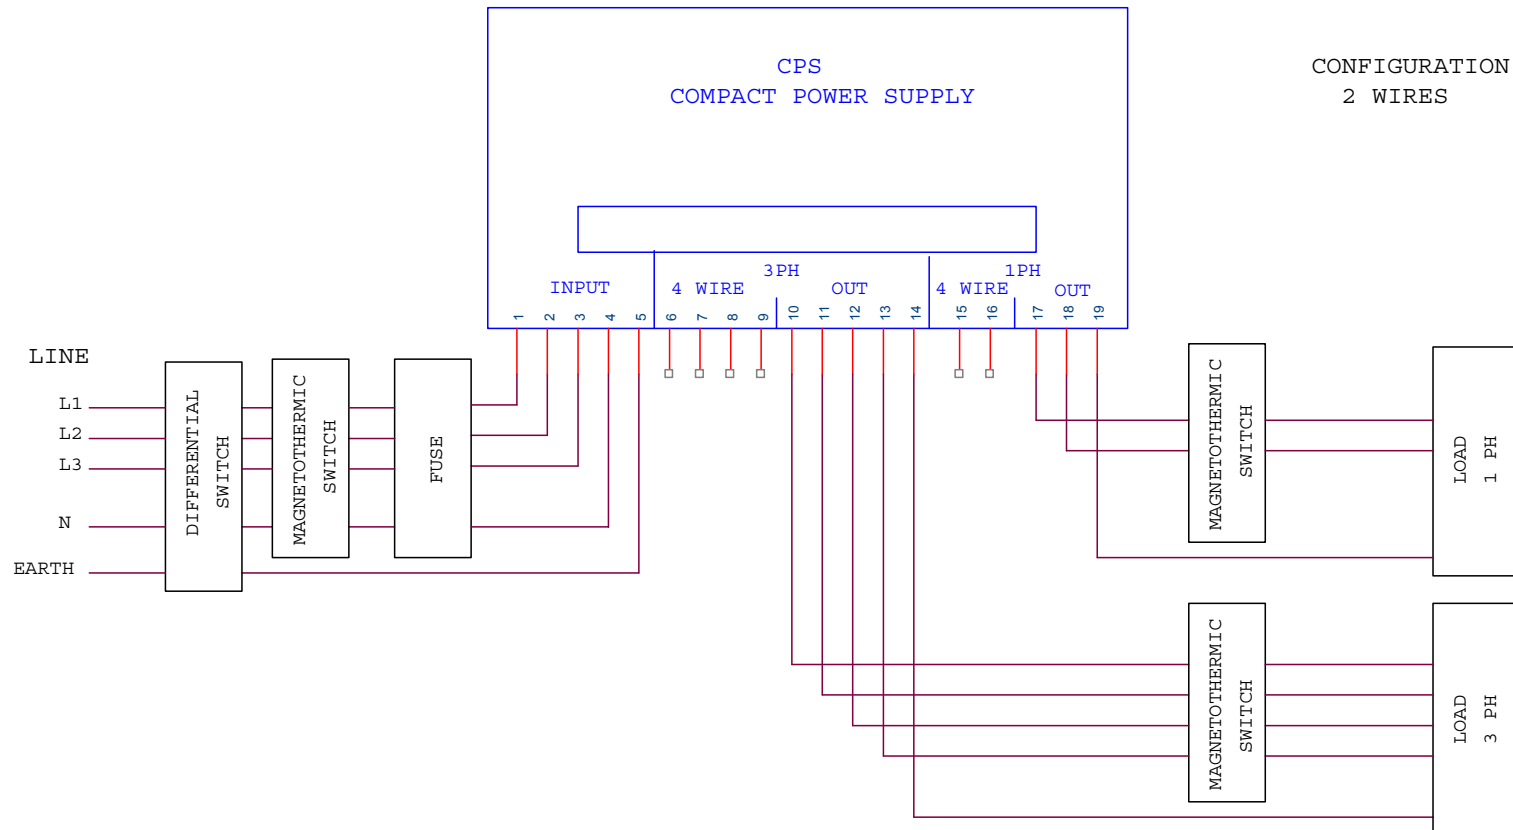 CPS
COMPACT POWER SUPPLY
CONFIGURATION
2 WIRES
3PH
1PH
INPUT
4 WIRE
OUT
4 WIRE
OUT
1
2
3
4
5
6
7
8
9
10
11
12
13
14
15
16
17
18
19
LINE
L1
L2
L3
N
EARTH
DIFFERENTIAL
SWITCH
MAGNETOTHERMIC
SWITCH
FUSE
MAGNETOTHERMIC
SWITCH
LOAD
1 PH
MAGNETOTHERMIC
SWITCH
LOAD
3 PH